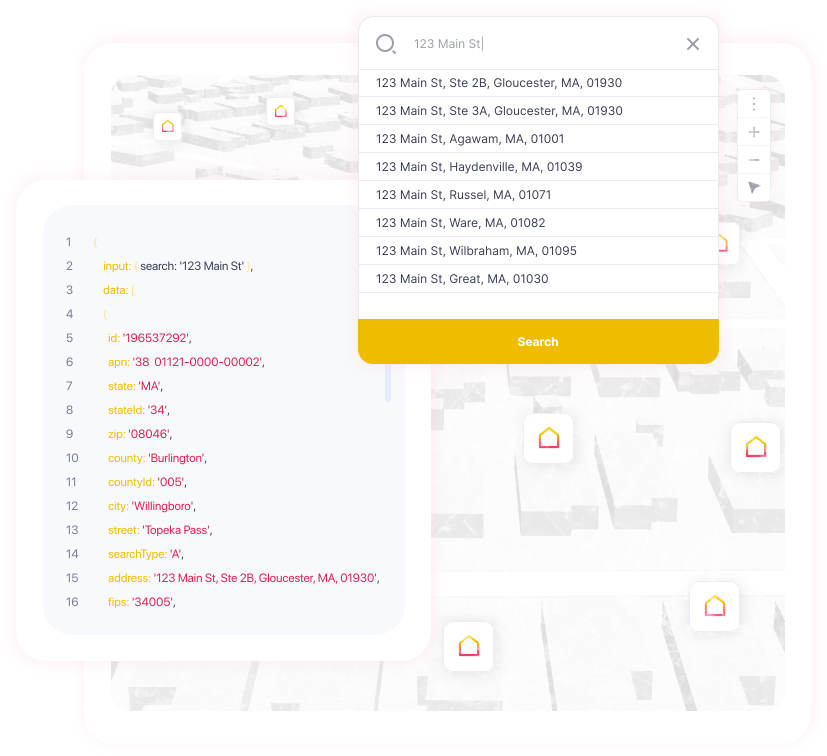 123 Main St
123 Main St, Ste 2B, Gloucester, MA, 01930
123 Main St, Ste 3A, Gloucester, MA, 01930
123 Main St, Agawam, MA, 01001
123 Main St, Haydenville, MA, 01039
123 Main St, Russel, MA, 01071
123 Main St, Ware, MA, 01082
123 Main St, Wilbraham, MA, 01095
123 Main St, Great, MA, 01030
Search
1 {
2 input: { search: '123 Main St' },
3 data: [
4 {
5 id: '196537292',
6 apn: '38 01121-0000-00002',
7 state: 'MA',
8 stateId: '34',
9 zip: '08046',
10 county: 'Burlington',
11 countyId: '005',
12 city: 'Willingboro',
13 street: 'Topeka Pass',
14 searchType: 'A',
15 address: '123 Main St, Ste 2B, Gloucester, MA, 01930',
16 fips: '34005',